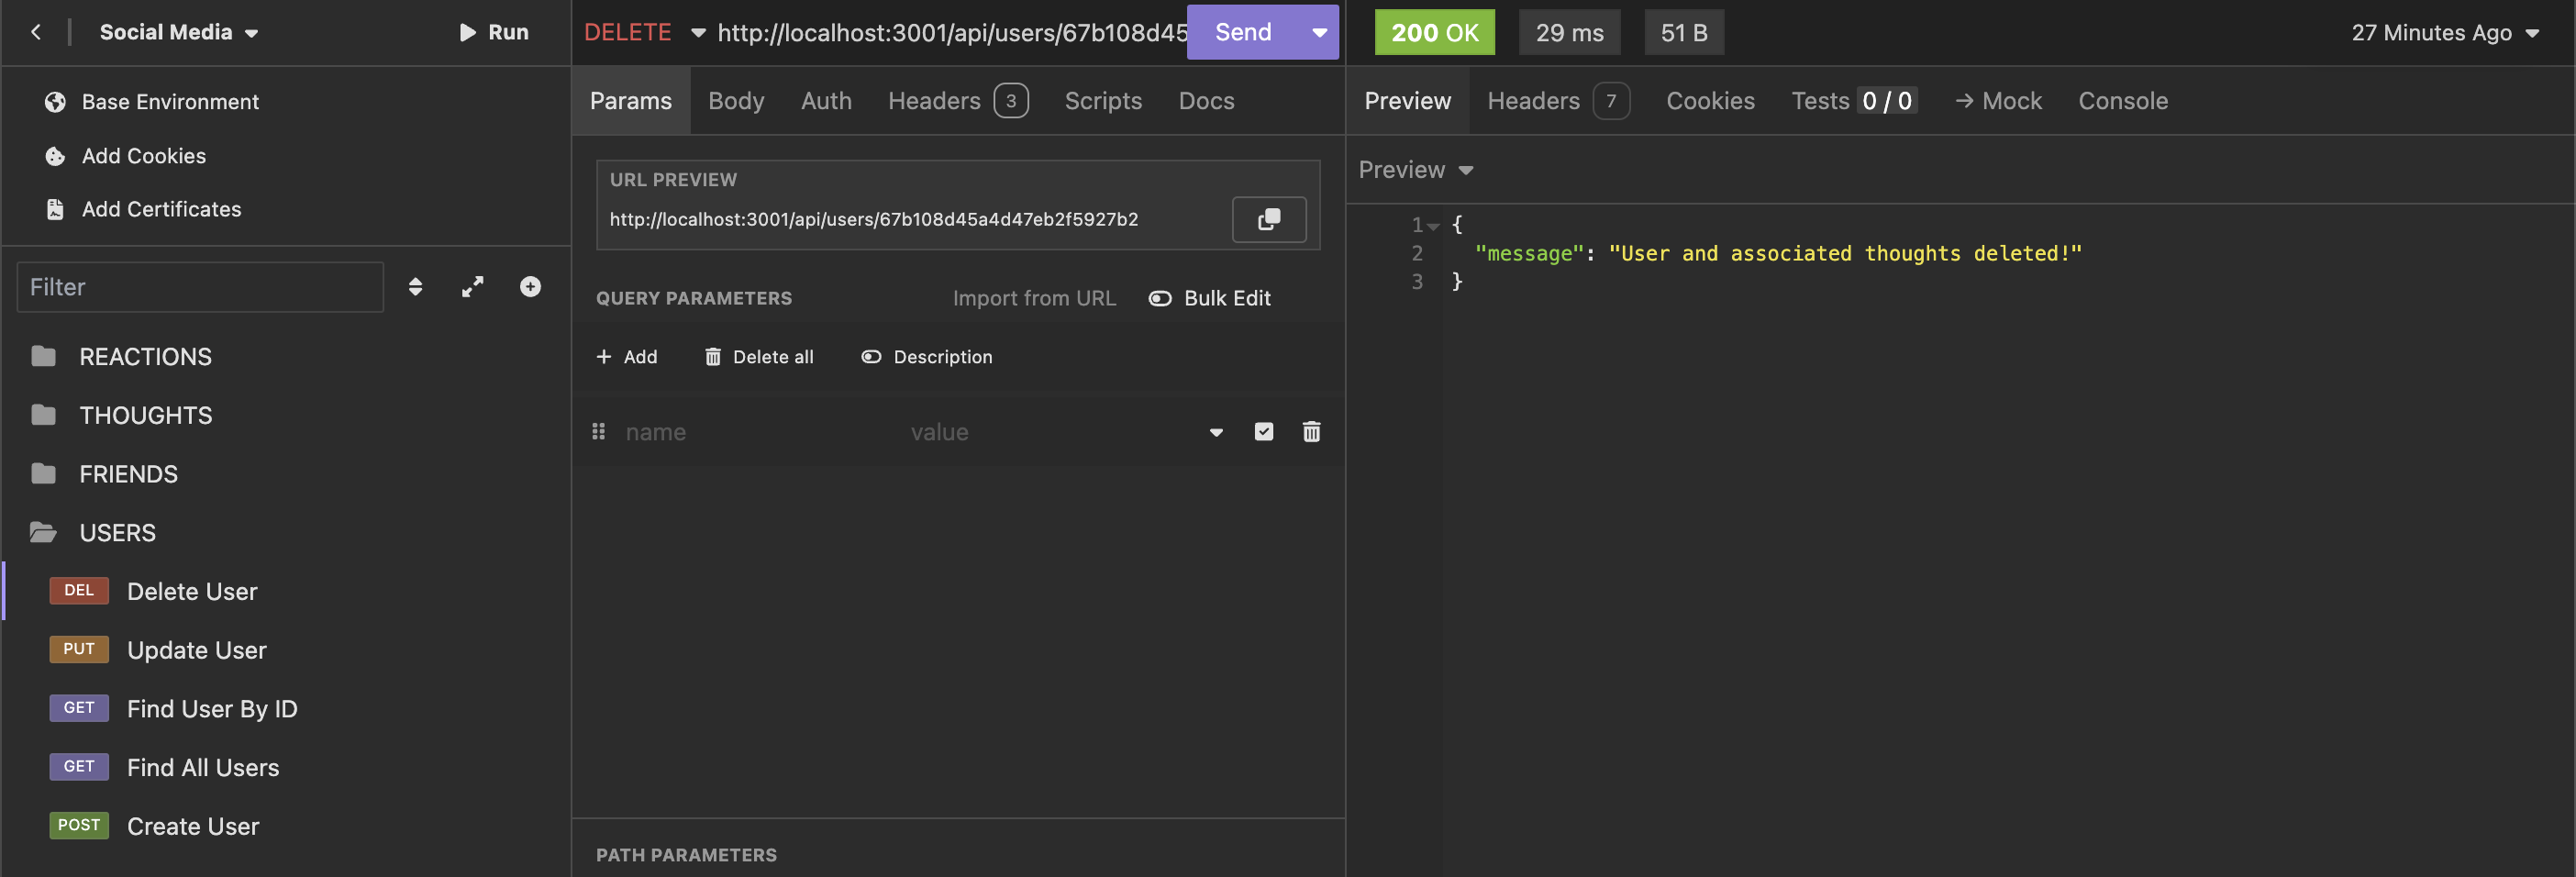 Social Media
Run
Base Environment
Add Cookies
Add Certificates
Filter
REACTIONS
THOUGHTS
FRIENDS
USERS
DEL Delete User
PUT Update User
GET Find User By ID
GET Find All Users
POST Create User
DELETE http://localhost:3001/api/users/67b108d45 Send
Params Body Auth Headers 3 Scripts Docs
URL PREVIEW
http://localhost:3001/api/users/67b108d45a4d47eb2f5927b2
QUERY PARAMETERS Import from URL Bulk Edit
Add Delete all Description
name value
PATH PARAMETERS
200 OK 29 ms 51 B 27 Minutes Ago
Preview Headers 7 Cookies Tests 0 / 0 → Mock Console
Preview
1 {
2 "message": "User and associated thoughts deleted!"
3 }